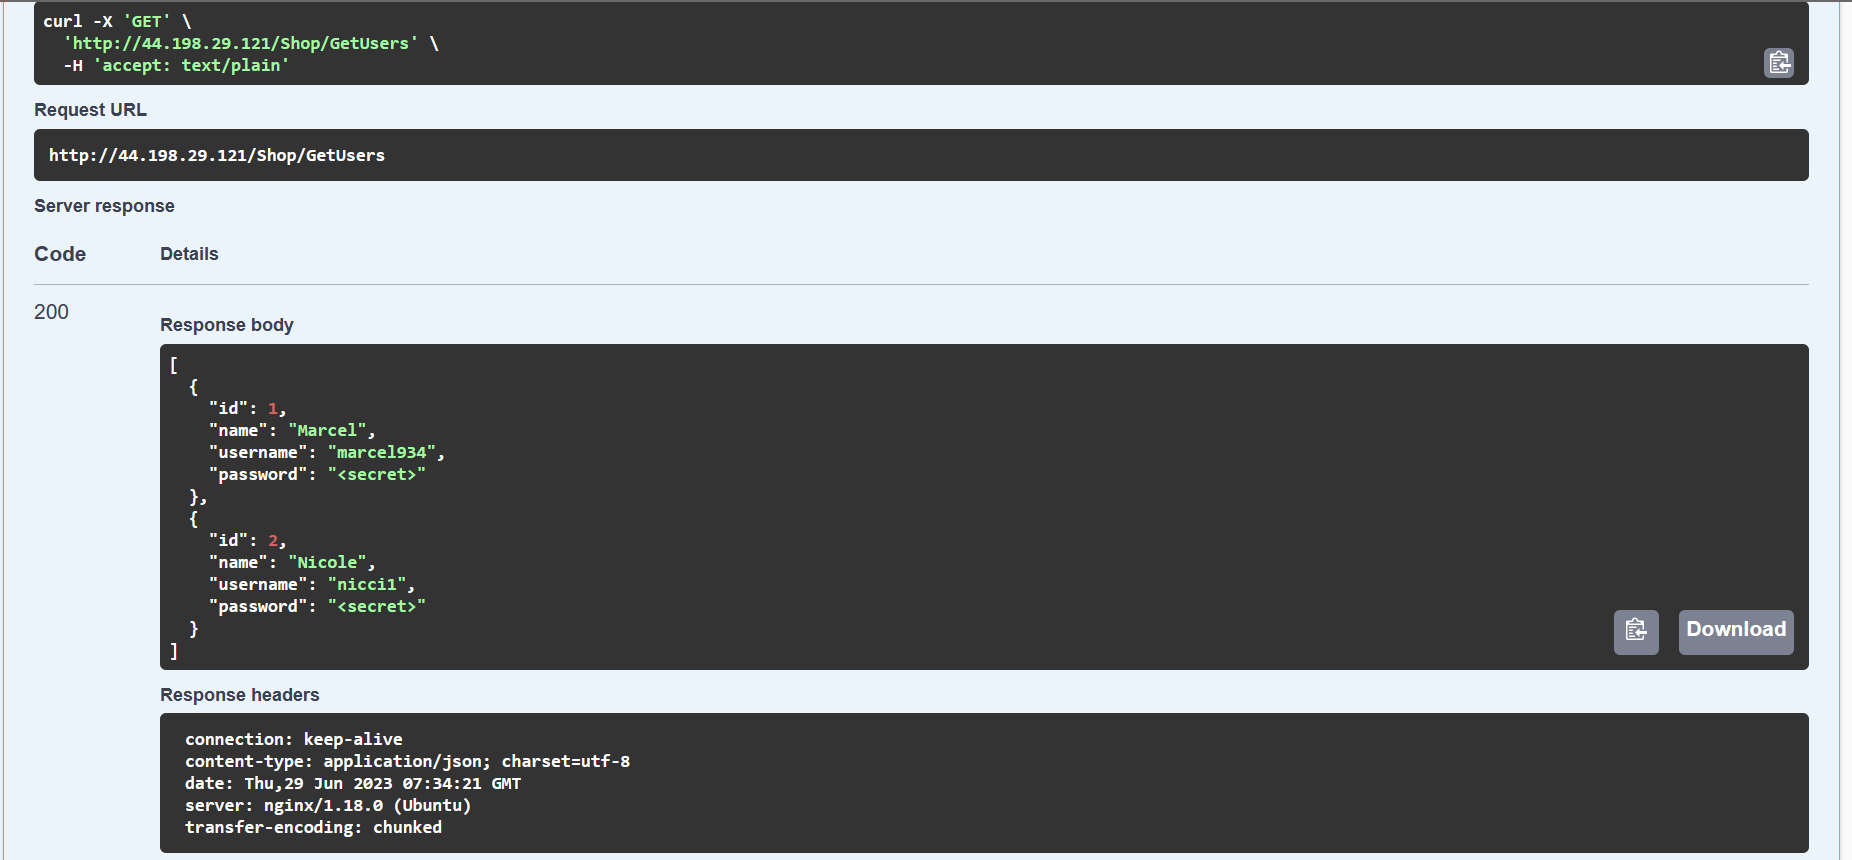 curl -X 'GET' \
  'http://44.198.29.121/Shop/GetUsers' \
  -H 'accept: text/plain'
Request URL
http://44.198.29.121/Shop/GetUsers
Server response
Code Details
200
Response body
[
  {
    "id": 1,
    "name": "Marcel",
    "username": "marcel934",
    "password": "<secret>"
  },
  {
    "id": 2,
    "name": "Nicole",
    "username": "nicci1",
    "password": "<secret>"
  }
]
Download
Response headers
connection: keep-alive
content-type: application/json; charset=utf-8
date: Thu,29 Jun 2023 07:34:21 GMT
server: nginx/1.18.0 (Ubuntu)
transfer-encoding: chunked